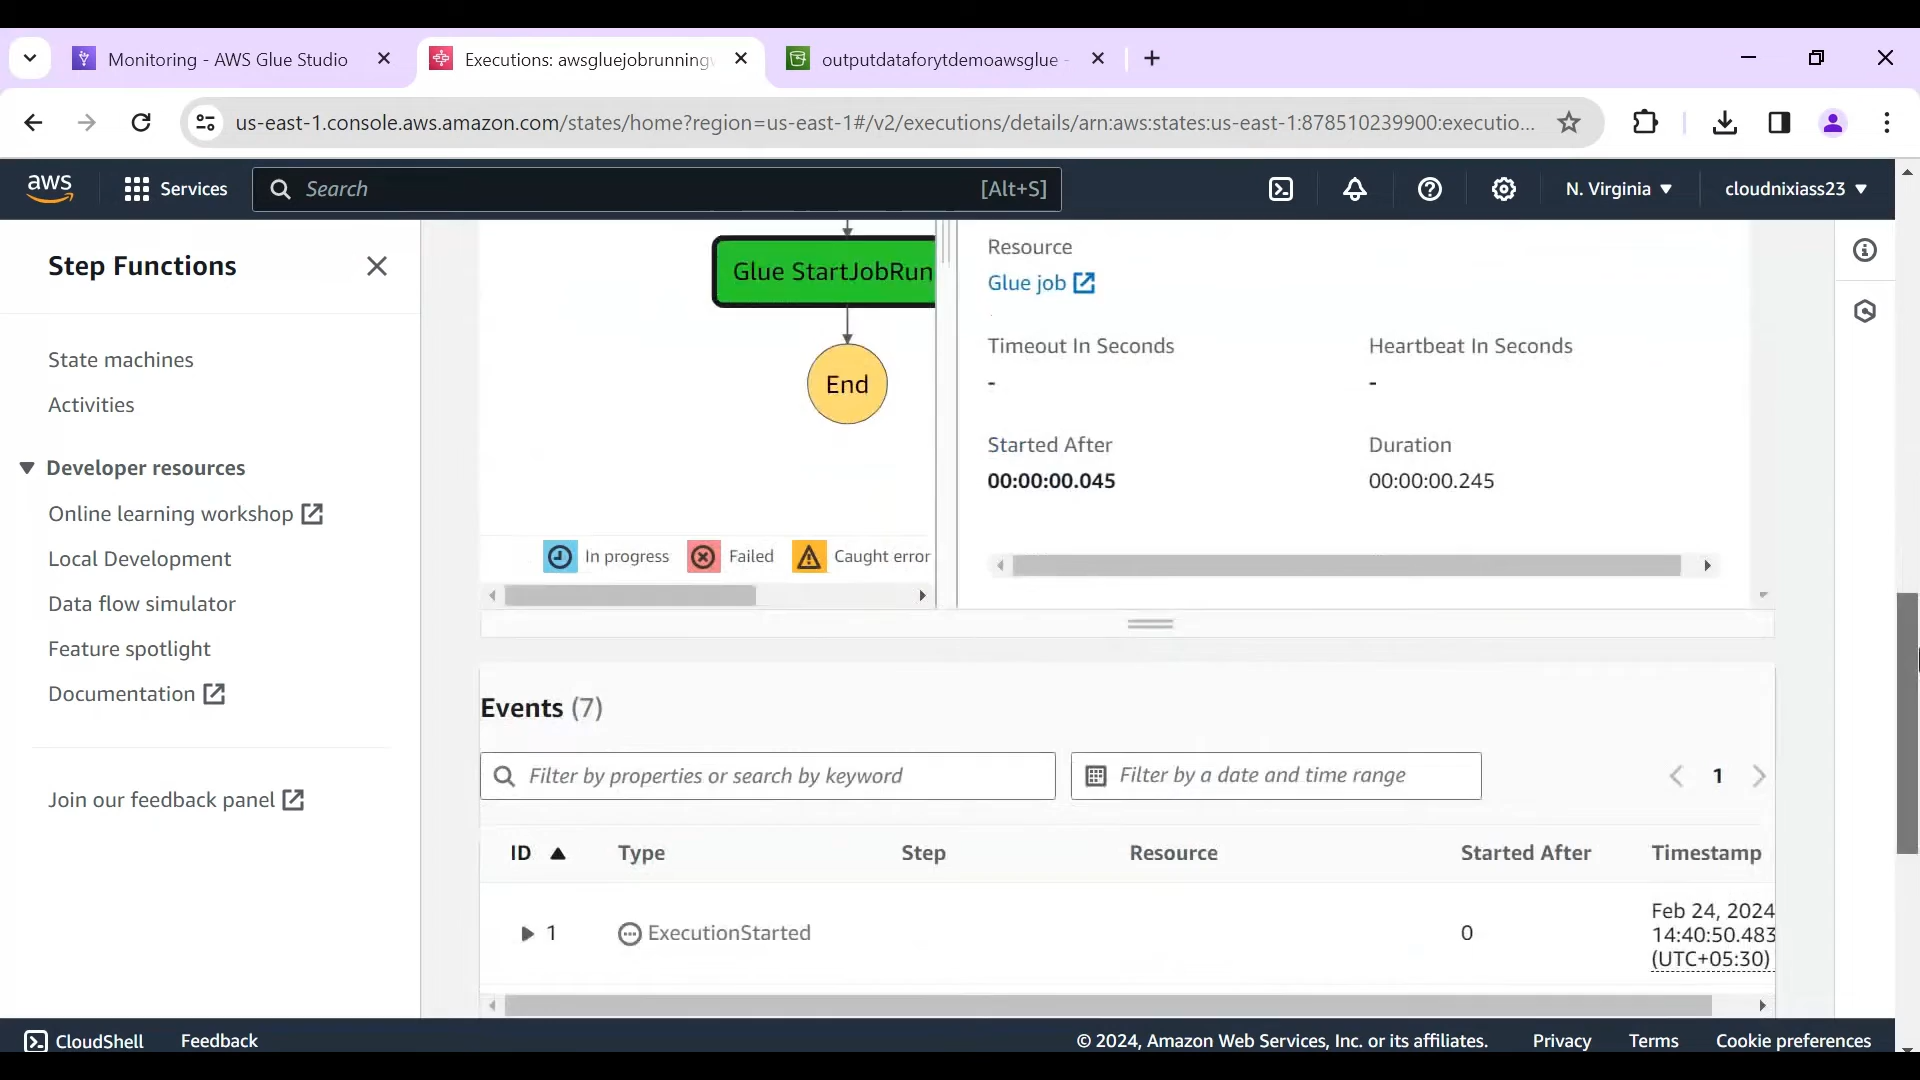 Monitoring - AWS Glue Studio
Executions: awsgluejobrunning
outputdataforytdemoawsglue -
us-east-1.console.aws.amazon.com/states/home?region=us-east-1#/v2/executions/details/arn:aws:states:us-east-1:878510239900:executio...
aws
Services
Search
[Alt+S]
N. Virginia
cloudnixiass23
Step Functions
State machines
Activities
Developer resources
Online learning workshop
Local Development
Data flow simulator
Feature spotlight
Documentation
Join our feedback panel
Glue StartJobRun
End
In progress
Failed
Caught error
Resource
Glue job
Timeout In Seconds
-
Heartbeat In Seconds
-
Started After
00:00:00.045
Duration
00:00:00.245
Events (7)
Filter by properties or search by keyword
Filter by a date and time range
1
ID
Type
Step
Resource
Started After
Timestamp
1
ExecutionStarted
0
Feb 24, 2024
14:40:50.483
(UTC+05:30)
CloudShell
Feedback
© 2024, Amazon Web Services, Inc. or its affiliates.
Privacy
Terms
Cookie preferences